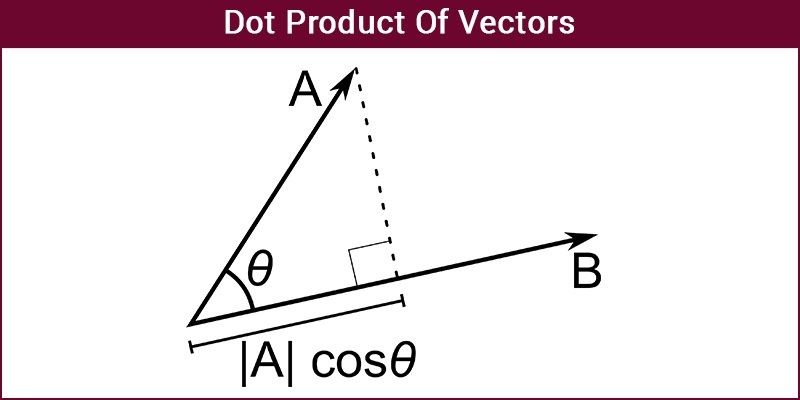 Dot Product Of Vectors
A
θ
B
|A| cosθ